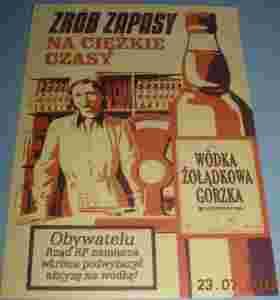 ZRÓB ZAPASY
NA CIĘŻKIE
CZASY
WÓDKA
ŻOŁĄDKOWA
GORZKA
Obywatelu
Rząd RP zamierza
wkrótce podwyższyć
akcyzę na wódkę!
23.07